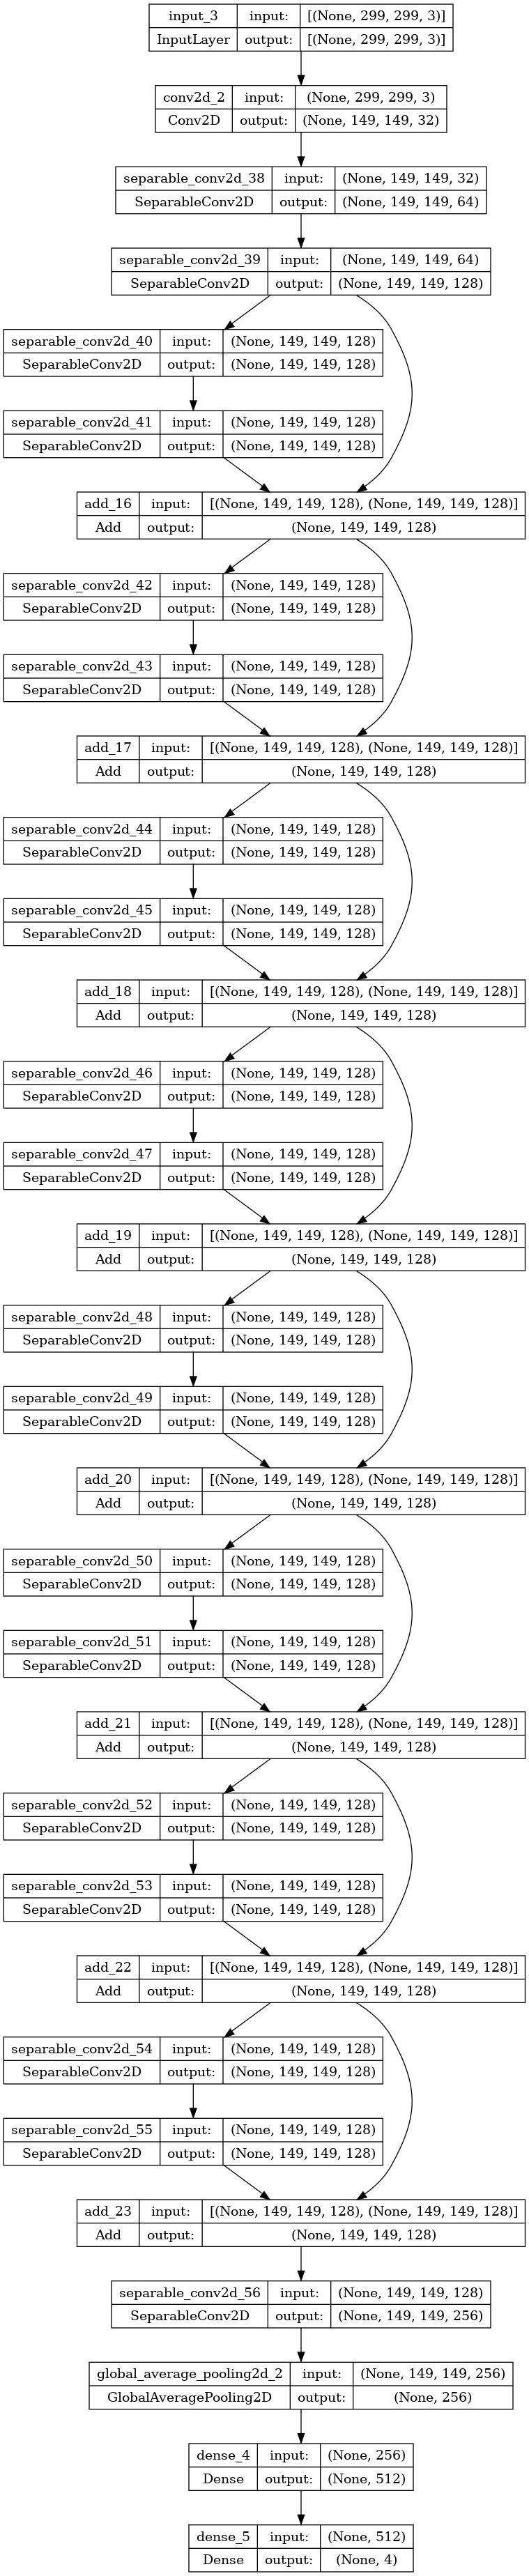 input_3 input: [(None, 299, 299, 3)]
InputLayer output: [(None, 299, 299, 3)]
conv2d_2 input: (None, 299, 299, 3)
Conv2D output: (None, 149, 149, 32)
separable_conv2d_38 input: (None, 149, 149, 32)
SeparableConv2D output: (None, 149, 149, 64)
separable_conv2d_39 input: (None, 149, 149, 64)
SeparableConv2D output: (None, 149, 149, 128)
separable_conv2d_40 input: (None, 149, 149, 128)
SeparableConv2D output: (None, 149, 149, 128)
separable_conv2d_41 input: (None, 149, 149, 128)
SeparableConv2D output: (None, 149, 149, 128)
add_16 input: [(None, 149, 149, 128), (None, 149, 149, 128)]
Add output: (None, 149, 149, 128)
separable_conv2d_42 input: (None, 149, 149, 128)
SeparableConv2D output: (None, 149, 149, 128)
separable_conv2d_43 input: (None, 149, 149, 128)
SeparableConv2D output: (None, 149, 149, 128)
add_17 input: [(None, 149, 149, 128), (None, 149, 149, 128)]
Add output: (None, 149, 149, 128)
separable_conv2d_44 input: (None, 149, 149, 128)
SeparableConv2D output: (None, 149, 149, 128)
separable_conv2d_45 input: (None, 149, 149, 128)
SeparableConv2D output: (None, 149, 149, 128)
add_18 input: [(None, 149, 149, 128), (None, 149, 149, 128)]
Add output: (None, 149, 149, 128)
separable_conv2d_46 input: (None, 149, 149, 128)
SeparableConv2D output: (None, 149, 149, 128)
separable_conv2d_47 input: (None, 149, 149, 128)
SeparableConv2D output: (None, 149, 149, 128)
add_19 input: [(None, 149, 149, 128), (None, 149, 149, 128)]
Add output: (None, 149, 149, 128)
separable_conv2d_48 input: (None, 149, 149, 128)
SeparableConv2D output: (None, 149, 149, 128)
separable_conv2d_49 input: (None, 149, 149, 128)
SeparableConv2D output: (None, 149, 149, 128)
add_20 input: [(None, 149, 149, 128), (None, 149, 149, 128)]
Add output: (None, 149, 149, 128)
separable_conv2d_50 input: (None, 149, 149, 128)
SeparableConv2D output: (None, 149, 149, 128)
separable_conv2d_51 input: (None, 149, 149, 128)
SeparableConv2D output: (None, 149, 149, 128)
add_21 input: [(None, 149, 149, 128), (None, 149, 149, 128)]
Add output: (None, 149, 149, 128)
separable_conv2d_52 input: (None, 149, 149, 128)
SeparableConv2D output: (None, 149, 149, 128)
separable_conv2d_53 input: (None, 149, 149, 128)
SeparableConv2D output: (None, 149, 149, 128)
add_22 input: [(None, 149, 149, 128), (None, 149, 149, 128)]
Add output: (None, 149, 149, 128)
separable_conv2d_54 input: (None, 149, 149, 128)
SeparableConv2D output: (None, 149, 149, 128)
separable_conv2d_55 input: (None, 149, 149, 128)
SeparableConv2D output: (None, 149, 149, 128)
add_23 input: [(None, 149, 149, 128), (None, 149, 149, 128)]
Add output: (None, 149, 149, 128)
separable_conv2d_56 input: (None, 149, 149, 128)
SeparableConv2D output: (None, 149, 149, 256)
global_average_pooling2d_2 input: (None, 149, 149, 256)
GlobalAveragePooling2D output: (None, 256)
dense_4 input: (None, 256)
Dense output: (None, 512)
dense_5 input: (None, 512)
Dense output: (None, 4)